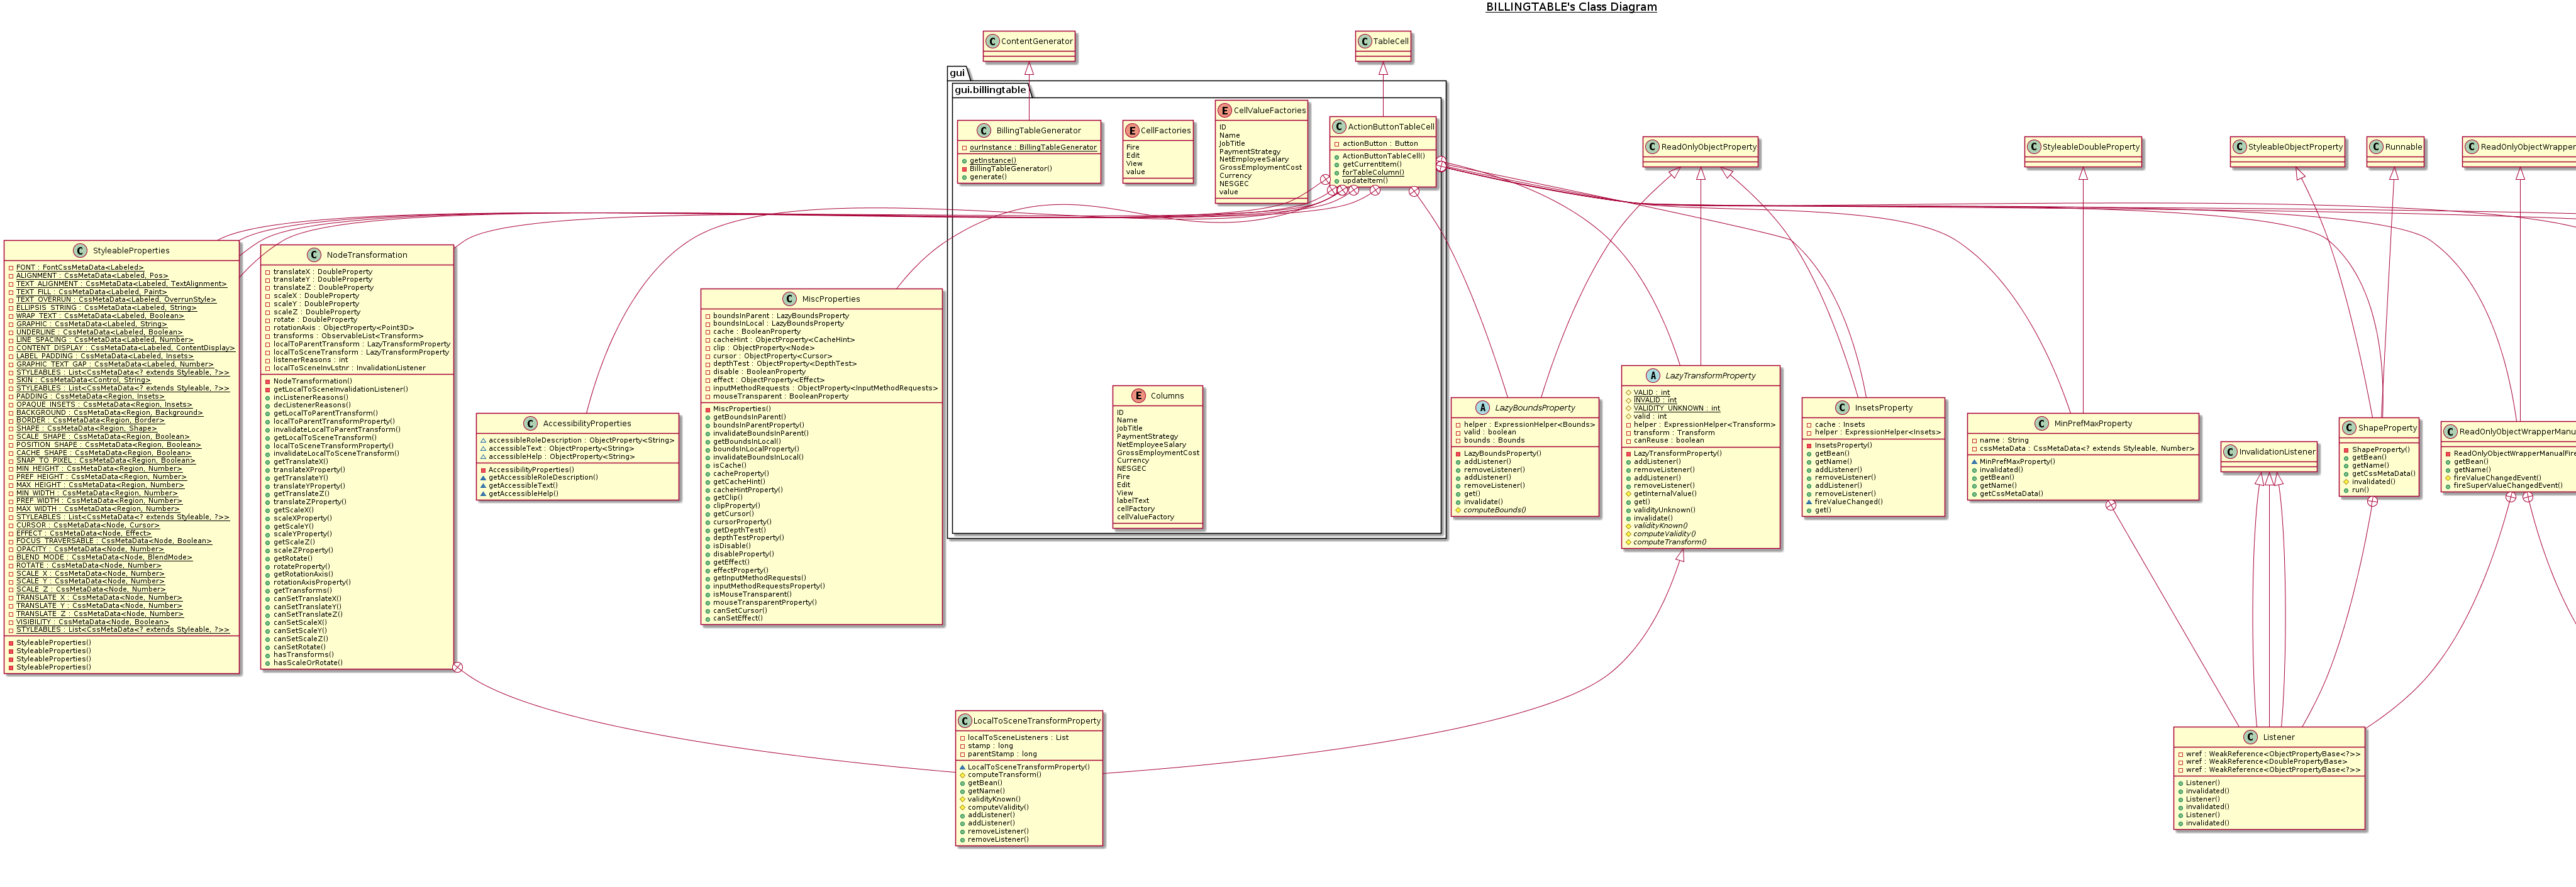 BILLINGTABLE's Class Diagram
ContentGenerator
TableCell
gui
gui.billingtable
BillingTableGenerator
ourInstance : BillingTableGenerator
getInstance()
BillingTableGenerator()
generate()
CellFactories
Fire
Edit
View
value
CellValueFactories
ID
Name
JobTitle
PaymentStrategy
NetEmployeeSalary
GrossEmploymentCost
Currency
NESGEC
value
ActionButtonTableCell
actionButton : Button
ActionButtonTableCell()
getCurrentItem()
forTableColumn()
updateItem()
ReadOnlyObjectProperty
StyleableDoubleProperty
StyleableObjectProperty
Runnable
ReadOnlyObjectWrapper
StyleableProperties
FONT : FontCssMetaData<Labeled>
ALIGNMENT : CssMetaData<Labeled, Pos>
TEXT_ALIGNMENT : CssMetaData<Labeled, TextAlignment>
TEXT_FILL : CssMetaData<Labeled, Paint>
TEXT_OVERRUN : CssMetaData<Labeled, OverrunStyle>
ELLIPSIS_STRING : CssMetaData<Labeled, String>
WRAP_TEXT : CssMetaData<Labeled, Boolean>
GRAPHIC : CssMetaData<Labeled, String>
UNDERLINE : CssMetaData<Labeled, Boolean>
LINE_SPACING : CssMetaData<Labeled, Number>
CONTENT_DISPLAY : CssMetaData<Labeled, ContentDisplay>
LABEL_PADDING : CssMetaData<Labeled, Insets>
GRAPHIC_TEXT_GAP : CssMetaData<Labeled, Number>
STYLEABLES : List<CssMetaData<? extends Styleable, ?>>
SKIN : CssMetaData<Control, String>
STYLEABLES : List<CssMetaData<? extends Styleable, ?>>
PADDING : CssMetaData<Region, Insets>
OPAQUE_INSETS : CssMetaData<Region, Insets>
BACKGROUND : CssMetaData<Region, Background>
BORDER : CssMetaData<Region, Border>
SHAPE : CssMetaData<Region, Shape>
SCALE_SHAPE : CssMetaData<Region, Boolean>
POSITION_SHAPE : CssMetaData<Region, Boolean>
CACHE_SHAPE : CssMetaData<Region, Boolean>
SNAP_TO_PIXEL : CssMetaData<Region, Boolean>
MIN_HEIGHT : CssMetaData<Region, Number>
PREF_HEIGHT : CssMetaData<Region, Number>
MAX_HEIGHT : CssMetaData<Region, Number>
MIN_WIDTH : CssMetaData<Region, Number>
PREF_WIDTH : CssMetaData<Region, Number>
MAX_WIDTH : CssMetaData<Region, Number>
STYLEABLES : List<CssMetaData<? extends Styleable, ?>>
CURSOR : CssMetaData<Node, Cursor>
EFFECT : CssMetaData<Node, Effect>
FOCUS_TRAVERSABLE : CssMetaData<Node, Boolean>
OPACITY : CssMetaData<Node, Number>
BLEND_MODE : CssMetaData<Node, BlendMode>
ROTATE : CssMetaData<Node, Number>
SCALE_X : CssMetaData<Node, Number>
SCALE_Y : CssMetaData<Node, Number>
SCALE_Z : CssMetaData<Node, Number>
TRANSLATE_X : CssMetaData<Node, Number>
TRANSLATE_Y : CssMetaData<Node, Number>
TRANSLATE_Z : CssMetaData<Node, Number>
VISIBILITY : CssMetaData<Node, Boolean>
STYLEABLES : List<CssMetaData<? extends Styleable, ?>>
StyleableProperties()
StyleableProperties()
StyleableProperties()
StyleableProperties()
NodeTransformation
translateX : DoubleProperty
translateY : DoubleProperty
translateZ : DoubleProperty
scaleX : DoubleProperty
scaleY : DoubleProperty
scaleZ : DoubleProperty
rotate : DoubleProperty
rotationAxis : ObjectProperty<Point3D>
transforms : ObservableList<Transform>
localToParentTransform : LazyTransformProperty
localToSceneTransform : LazyTransformProperty
listenerReasons : int
localToSceneInvLstnr : InvalidationListener
NodeTransformation()
getLocalToSceneInvalidationListener()
incListenerReasons()
decListenerReasons()
getLocalToParentTransform()
localToParentTransformProperty()
invalidateLocalToParentTransform()
getLocalToSceneTransform()
localToSceneTransformProperty()
invalidateLocalToSceneTransform()
getTranslateX()
translateXProperty()
getTranslateY()
translateYProperty()
getTranslateZ()
translateZProperty()
getScaleX()
scaleXProperty()
getScaleY()
scaleYProperty()
getScaleZ()
scaleZProperty()
getRotate()
rotateProperty()
getRotationAxis()
rotationAxisProperty()
getTransforms()
canSetTranslateX()
canSetTranslateY()
canSetTranslateZ()
canSetScaleX()
canSetScaleY()
canSetScaleZ()
canSetRotate()
hasTransforms()
hasScaleOrRotate()
AccessibilityProperties
accessibleRoleDescription : ObjectProperty<String>
accessibleText : ObjectProperty<String>
accessibleHelp : ObjectProperty<String>
AccessibilityProperties()
getAccessibleRoleDescription()
getAccessibleText()
getAccessibleHelp()
MiscProperties
boundsInParent : LazyBoundsProperty
boundsInLocal : LazyBoundsProperty
cache : BooleanProperty
cacheHint : ObjectProperty<CacheHint>
clip : ObjectProperty<Node>
cursor : ObjectProperty<Cursor>
depthTest : ObjectProperty<DepthTest>
disable : BooleanProperty
effect : ObjectProperty<Effect>
inputMethodRequests : ObjectProperty<InputMethodRequests>
mouseTransparent : BooleanProperty
MiscProperties()
getBoundsInParent()
boundsInParentProperty()
invalidateBoundsInParent()
getBoundsInLocal()
boundsInLocalProperty()
invalidateBoundsInLocal()
isCache()
cacheProperty()
getCacheHint()
cacheHintProperty()
getClip()
clipProperty()
getCursor()
cursorProperty()
getDepthTest()
depthTestProperty()
isDisable()
disableProperty()
getEffect()
effectProperty()
getInputMethodRequests()
inputMethodRequestsProperty()
isMouseTransparent()
mouseTransparentProperty()
canSetCursor()
canSetEffect()
Columns
ID
Name
JobTitle
PaymentStrategy
NetEmployeeSalary
GrossEmploymentCost
Currency
NESGEC
Fire
Edit
View
labelText
cellFactory
cellValueFactory
LazyBoundsProperty
helper : ExpressionHelper<Bounds>
valid : boolean
bounds : Bounds
LazyBoundsProperty()
addListener()
removeListener()
addListener()
removeListener()
get()
invalidate()
computeBounds()
LazyTransformProperty
VALID : int
INVALID : int
VALIDITY_UNKNOWN : int
valid : int
helper : ExpressionHelper<Transform>
transform : Transform
canReuse : boolean
LazyTransformProperty()
addListener()
removeListener()
addListener()
removeListener()
getInternalValue()
get()
validityUnknown()
invalidate()
validityKnown()
computeValidity()
computeTransform()
InsetsProperty
cache : Insets
helper : ExpressionHelper<Insets>
InsetsProperty()
getBean()
getName()
addListener()
removeListener()
addListener()
removeListener()
fireValueChanged()
get()
MinPrefMaxProperty
name : String
cssMetaData : CssMetaData<? extends Styleable, Number>
MinPrefMaxProperty()
invalidated()
getBean()
getName()
getCssMetaData()
InvalidationListener
ShapeProperty
ShapeProperty()
getBean()
getName()
getCssMetaData()
invalidated()
run()
ReadOnlyObjectWrapperManu
ReadOnlyObjectWrapperManualFire
getBean()
getName()
fireValueChangedEvent()
fireSuperValueChangedEvent()
LocalToSceneTransformProperty
localToSceneListeners : List
stamp : long
parentStamp : long
LocalToSceneTransformProperty()
computeTransform()
getBean()
getName()
validityKnown()
computeValidity()
addListener()
addListener()
removeListener()
removeListener()
Listener
wref : WeakReference<ObjectPropertyBase<?>>
wref : WeakReference<DoublePropertyBase>
wref : WeakReference<ObjectPropertyBase<?>>
Listener()
invalidated()
Listener()
invalidated()
Listener()
invalidated()